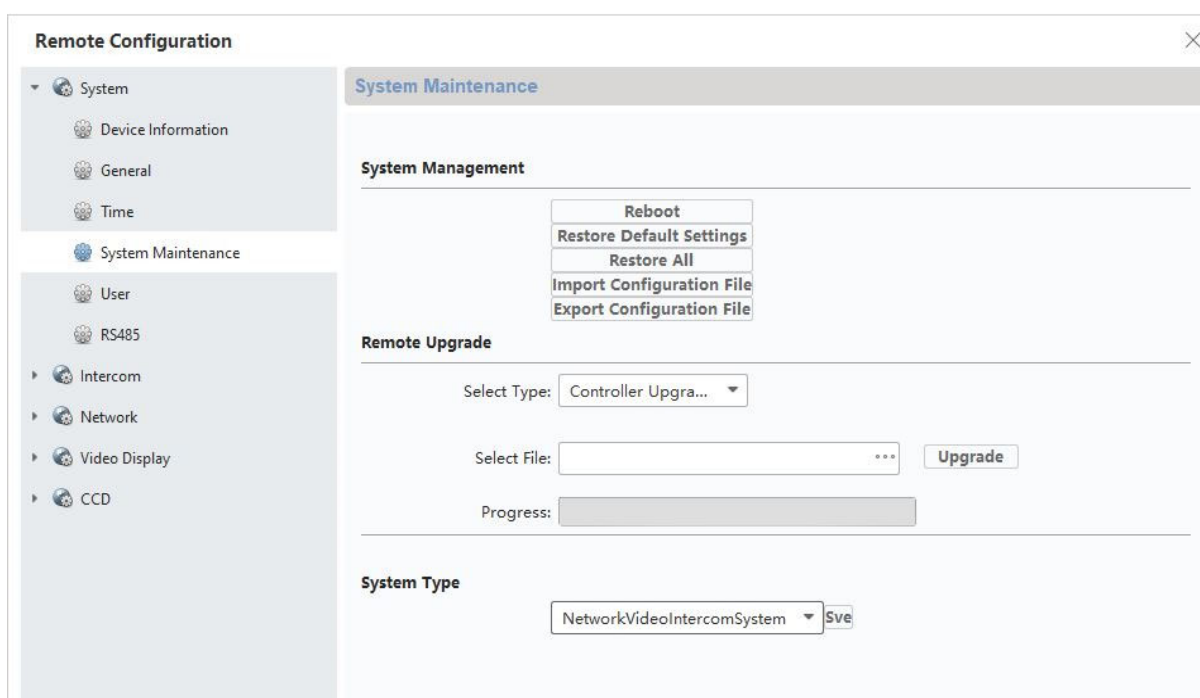 Remote Configuration
System
Device Information
General
Time
System Maintenance
User
RS485
Intercom
Network
Video Display
CCD
System Maintenance
System Management
Reboot
Restore Default Settings
Restore All
Import Configuration File
Export Configuration File
Remote Upgrade
Select Type: Controller Upgra...
Select File: Upgrade
Progress:
System Type
NetworkVideoIntercomSystem Sve